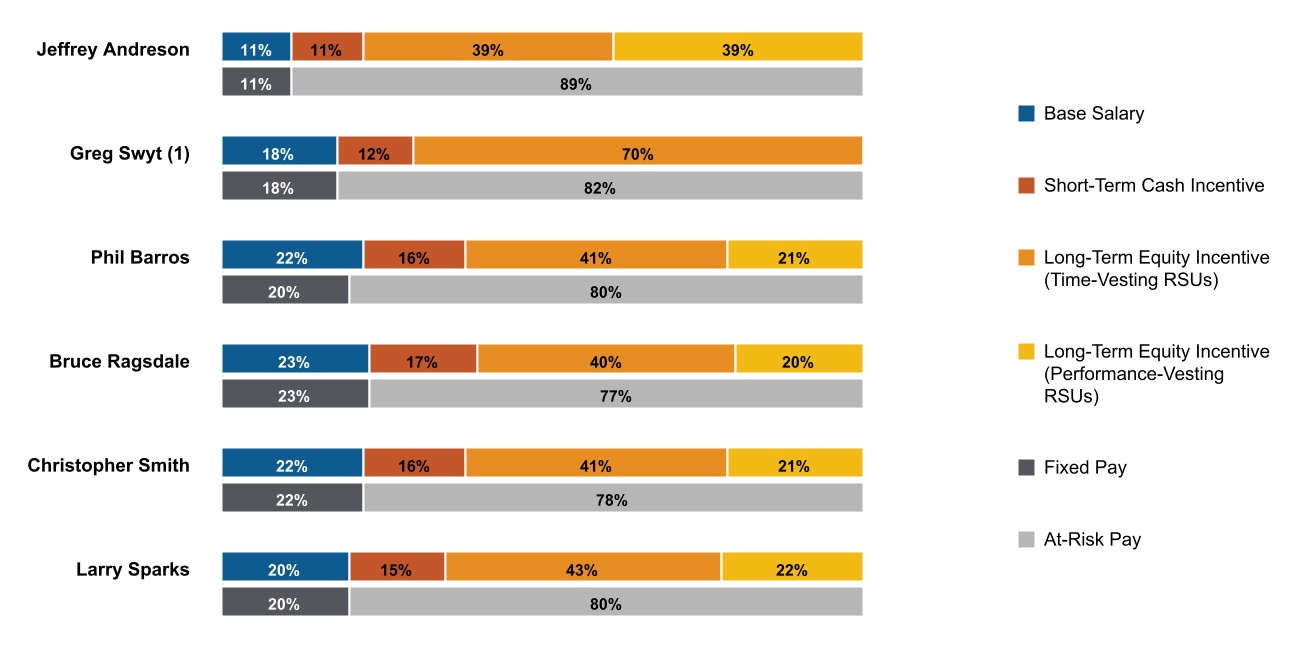 Jeffrey Andreson
11% 11% 39% 39%
11% 89%
Greg Swyt (1)
18% 12% 70%
18% 82%
Phil Barros
22% 16% 41% 21%
20% 80%
Bruce Ragsdale
23% 17% 40% 20%
23% 77%
Christopher Smith
22% 16% 41% 21%
22% 78%
Larry Sparks
20% 15% 43% 22%
20% 80%
Base Salary
Short-Term Cash Incentive
Long-Term Equity Incentive
(Time-Vesting RSUs)
Long-Term Equity Incentive
(Performance-Vesting
RSUs)
Fixed Pay
At-Risk Pay